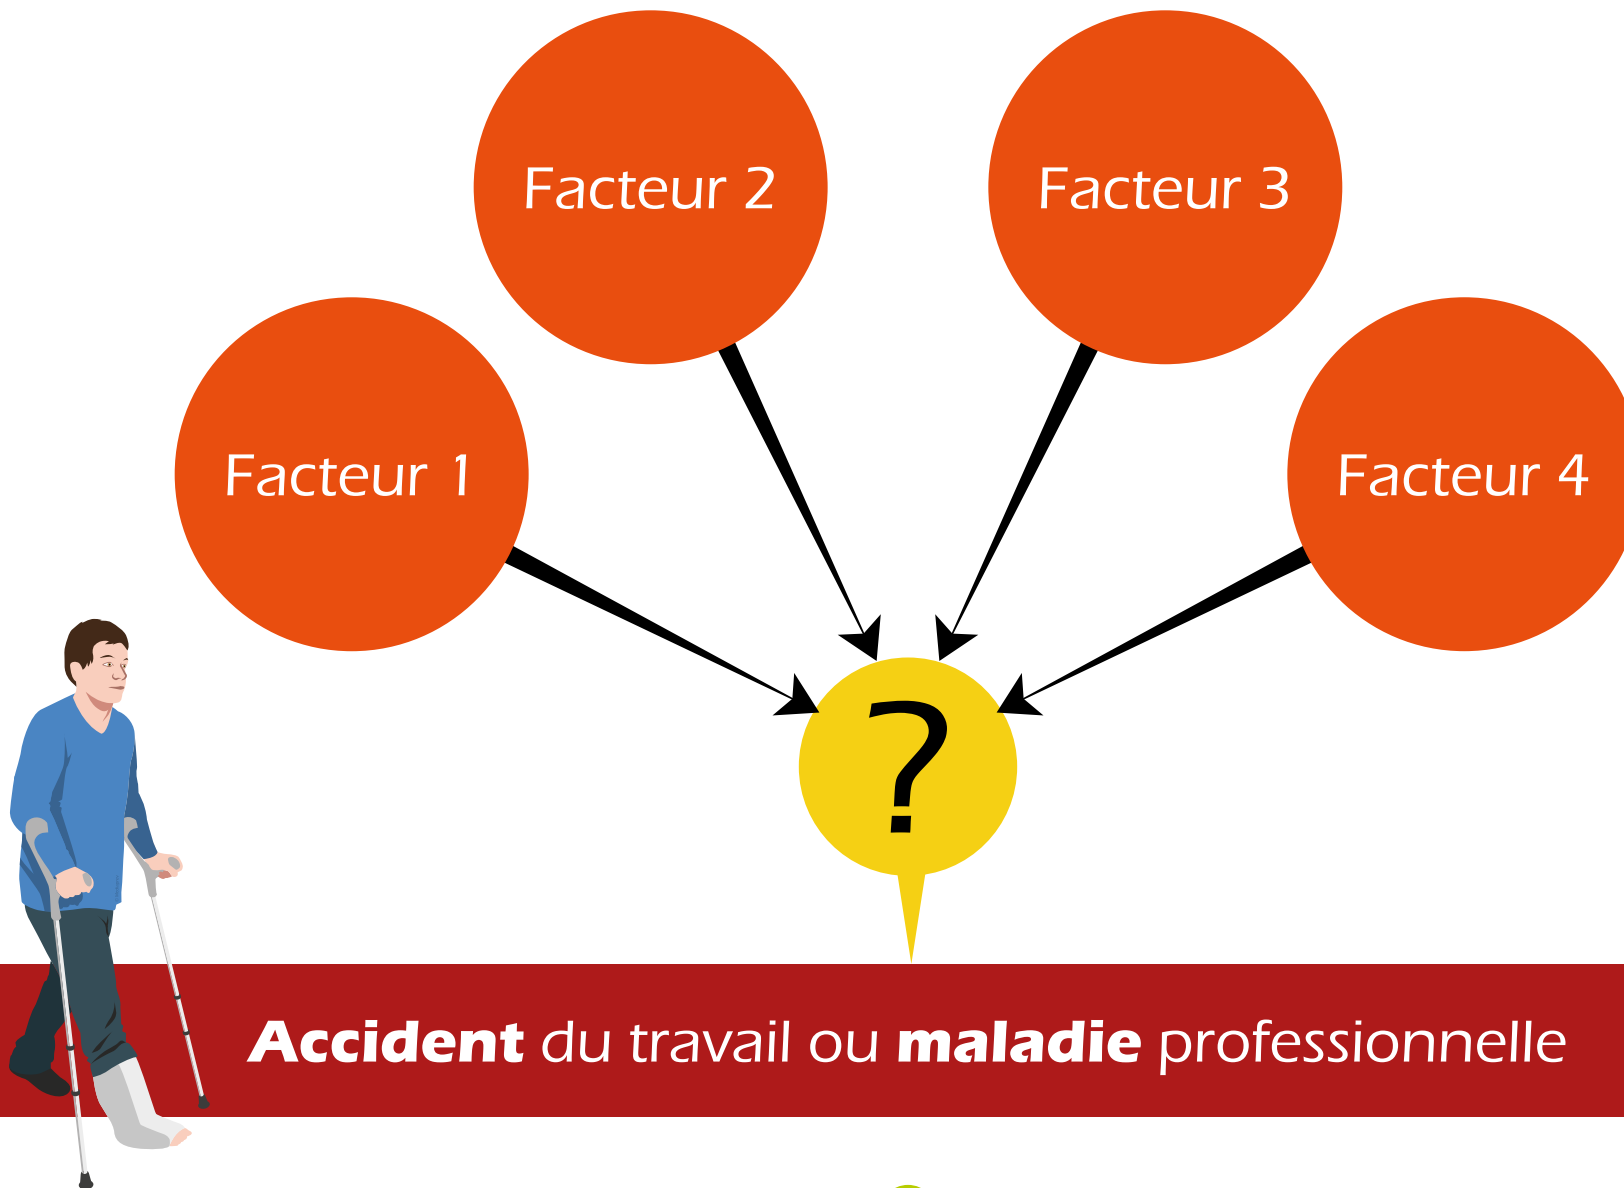 Facteur 2
Facteur 3
Facteur 1
Facteur 4
?
Accident du travail ou maladie professionnelle